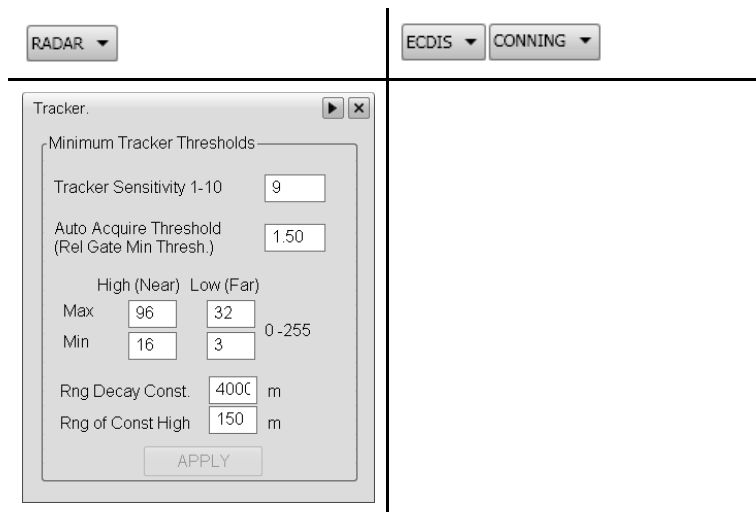 RADAR
ECDIS CONNING
Tracker.
Minimum Tracker Thresholds
Tracker Sensitivity 1-10 9
Auto Acquire Threshold
(Rel Gate Min Thresh.) 1.50
High (Near) Low (Far)
Max 96 32
0 -255
Min 16 3
Rng Decay Const. 4000 m
Rng of Const High 150 m
APPLY